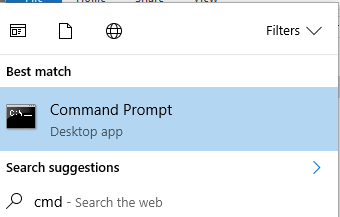 Filters
Best match
C:\
Command Prompt
Desktop app
Search suggestions
cmd - Search the web